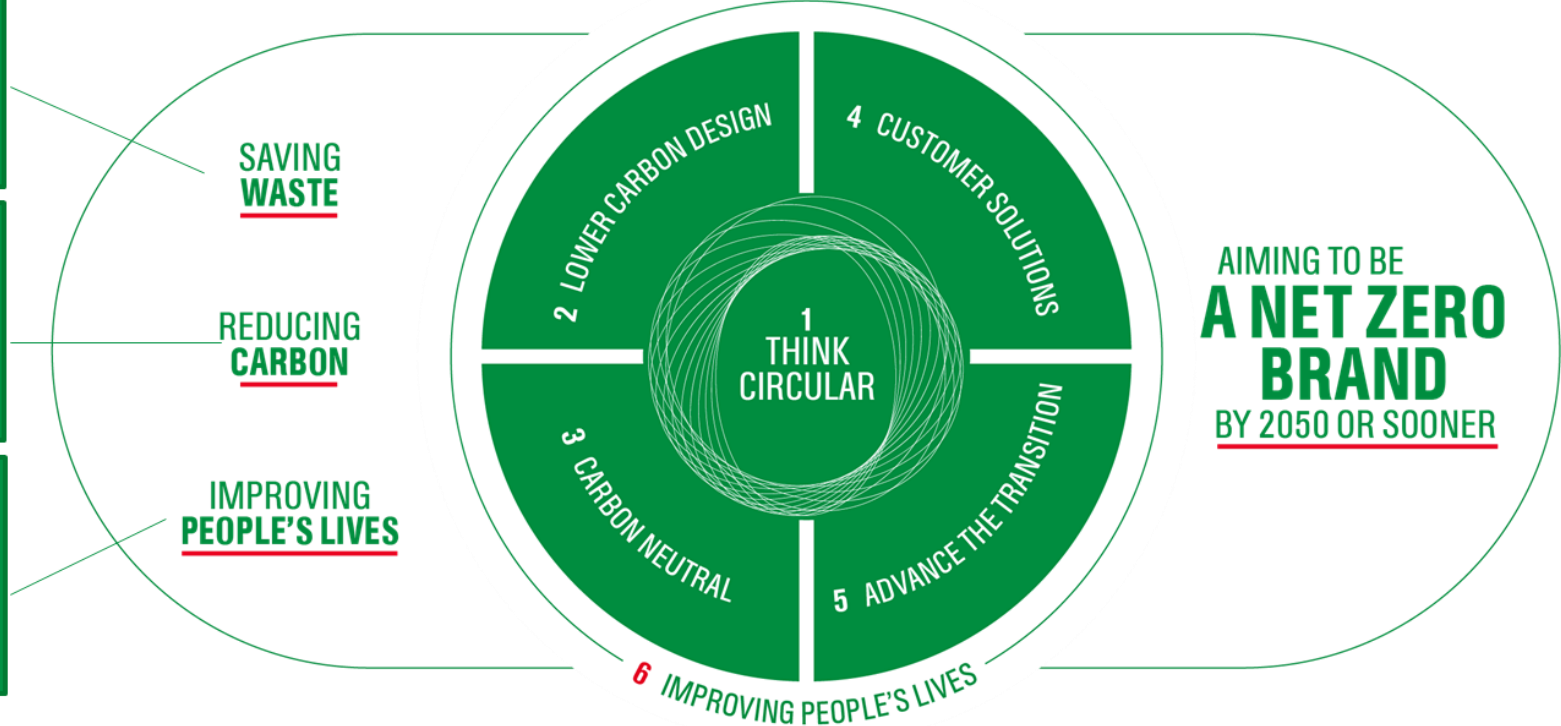 SAVING
WASTE
REDUCING
CARBON
IMPROVING
PEOPLE'S LIVES
1
THINK
CIRCULAR
2 LOWER CARBON DESIGN
3 CARBON NEUTRAL
4 CUSTOMER SOLUTIONS
5 ADVANCE THE TRANSITION
6 IMPROVING PEOPLE'S LIVES
AIMING TO BE
A NET ZERO
BRAND
BY 2050 OR SOONER